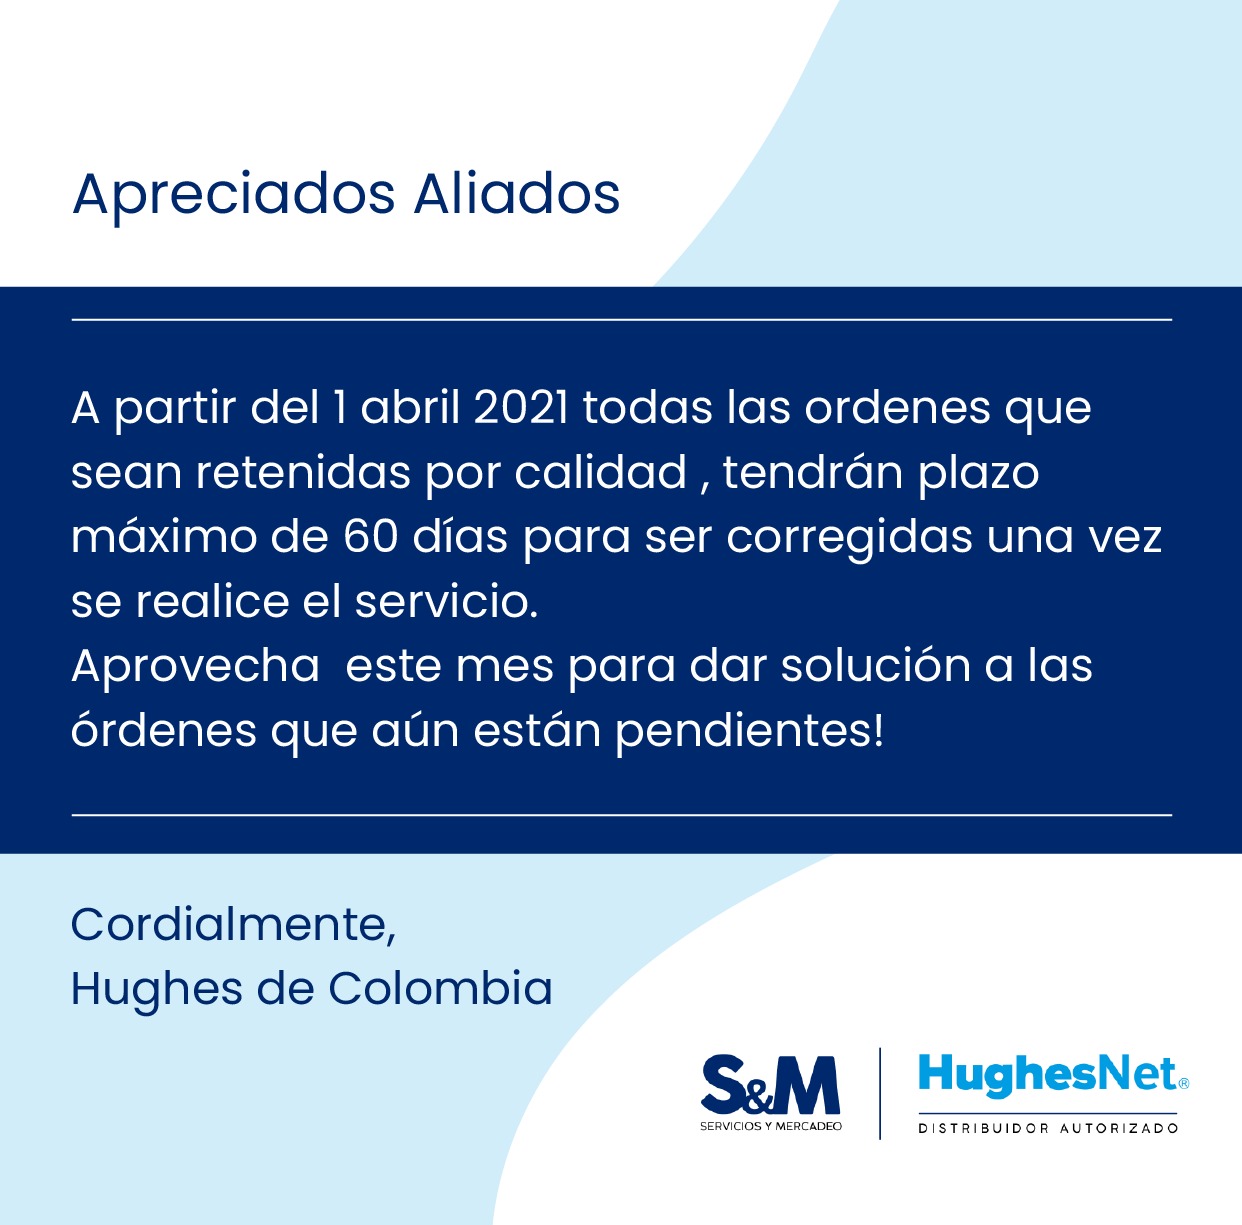 Apreciados Aliados
A partir del 1 abril 2021 todas las ordenes que
sean retenidas por calidad , tendrán plazo
máximo de 60 días para ser corregidas una vez
se realice el servicio.
Aprovecha  este mes para dar solución a las
órdenes que aún están pendientes!
Cordialmente,
Hughes de Colombia
S&M
SERVICIOS Y MERCADEO
HughesNet®
DISTRIBUIDOR AUTORIZADO